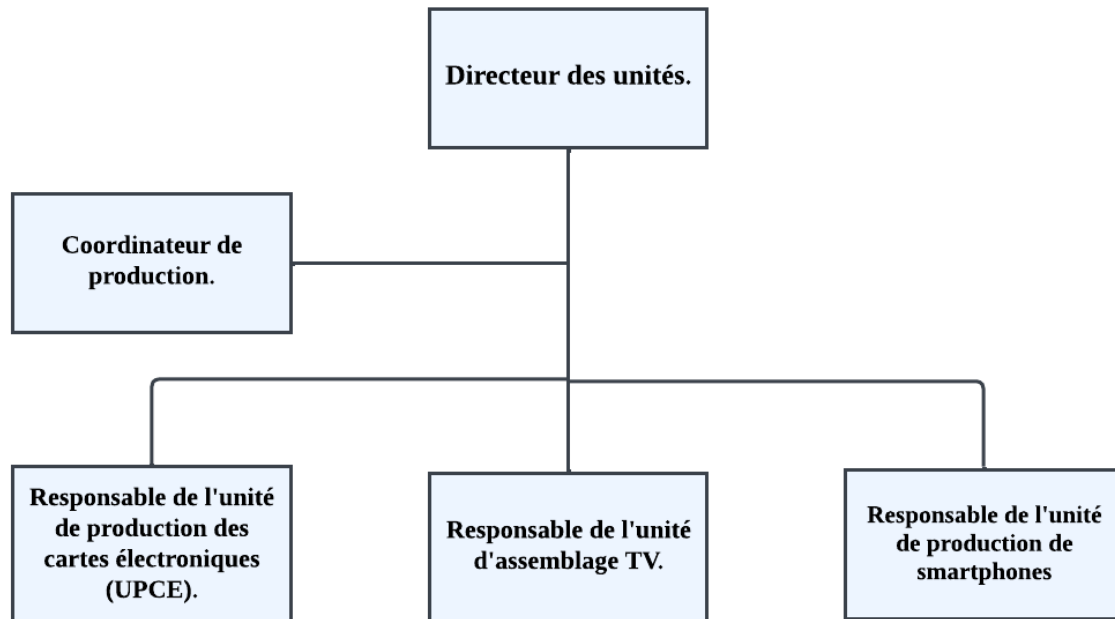 Directeur des unités.
Coordinateur de
production.
Responsable de l'unité
de production des
cartes électroniques
(UPCE).
Responsable de l'unité
d'assemblage TV.
Responsable de l'unité
de production de
smartphones